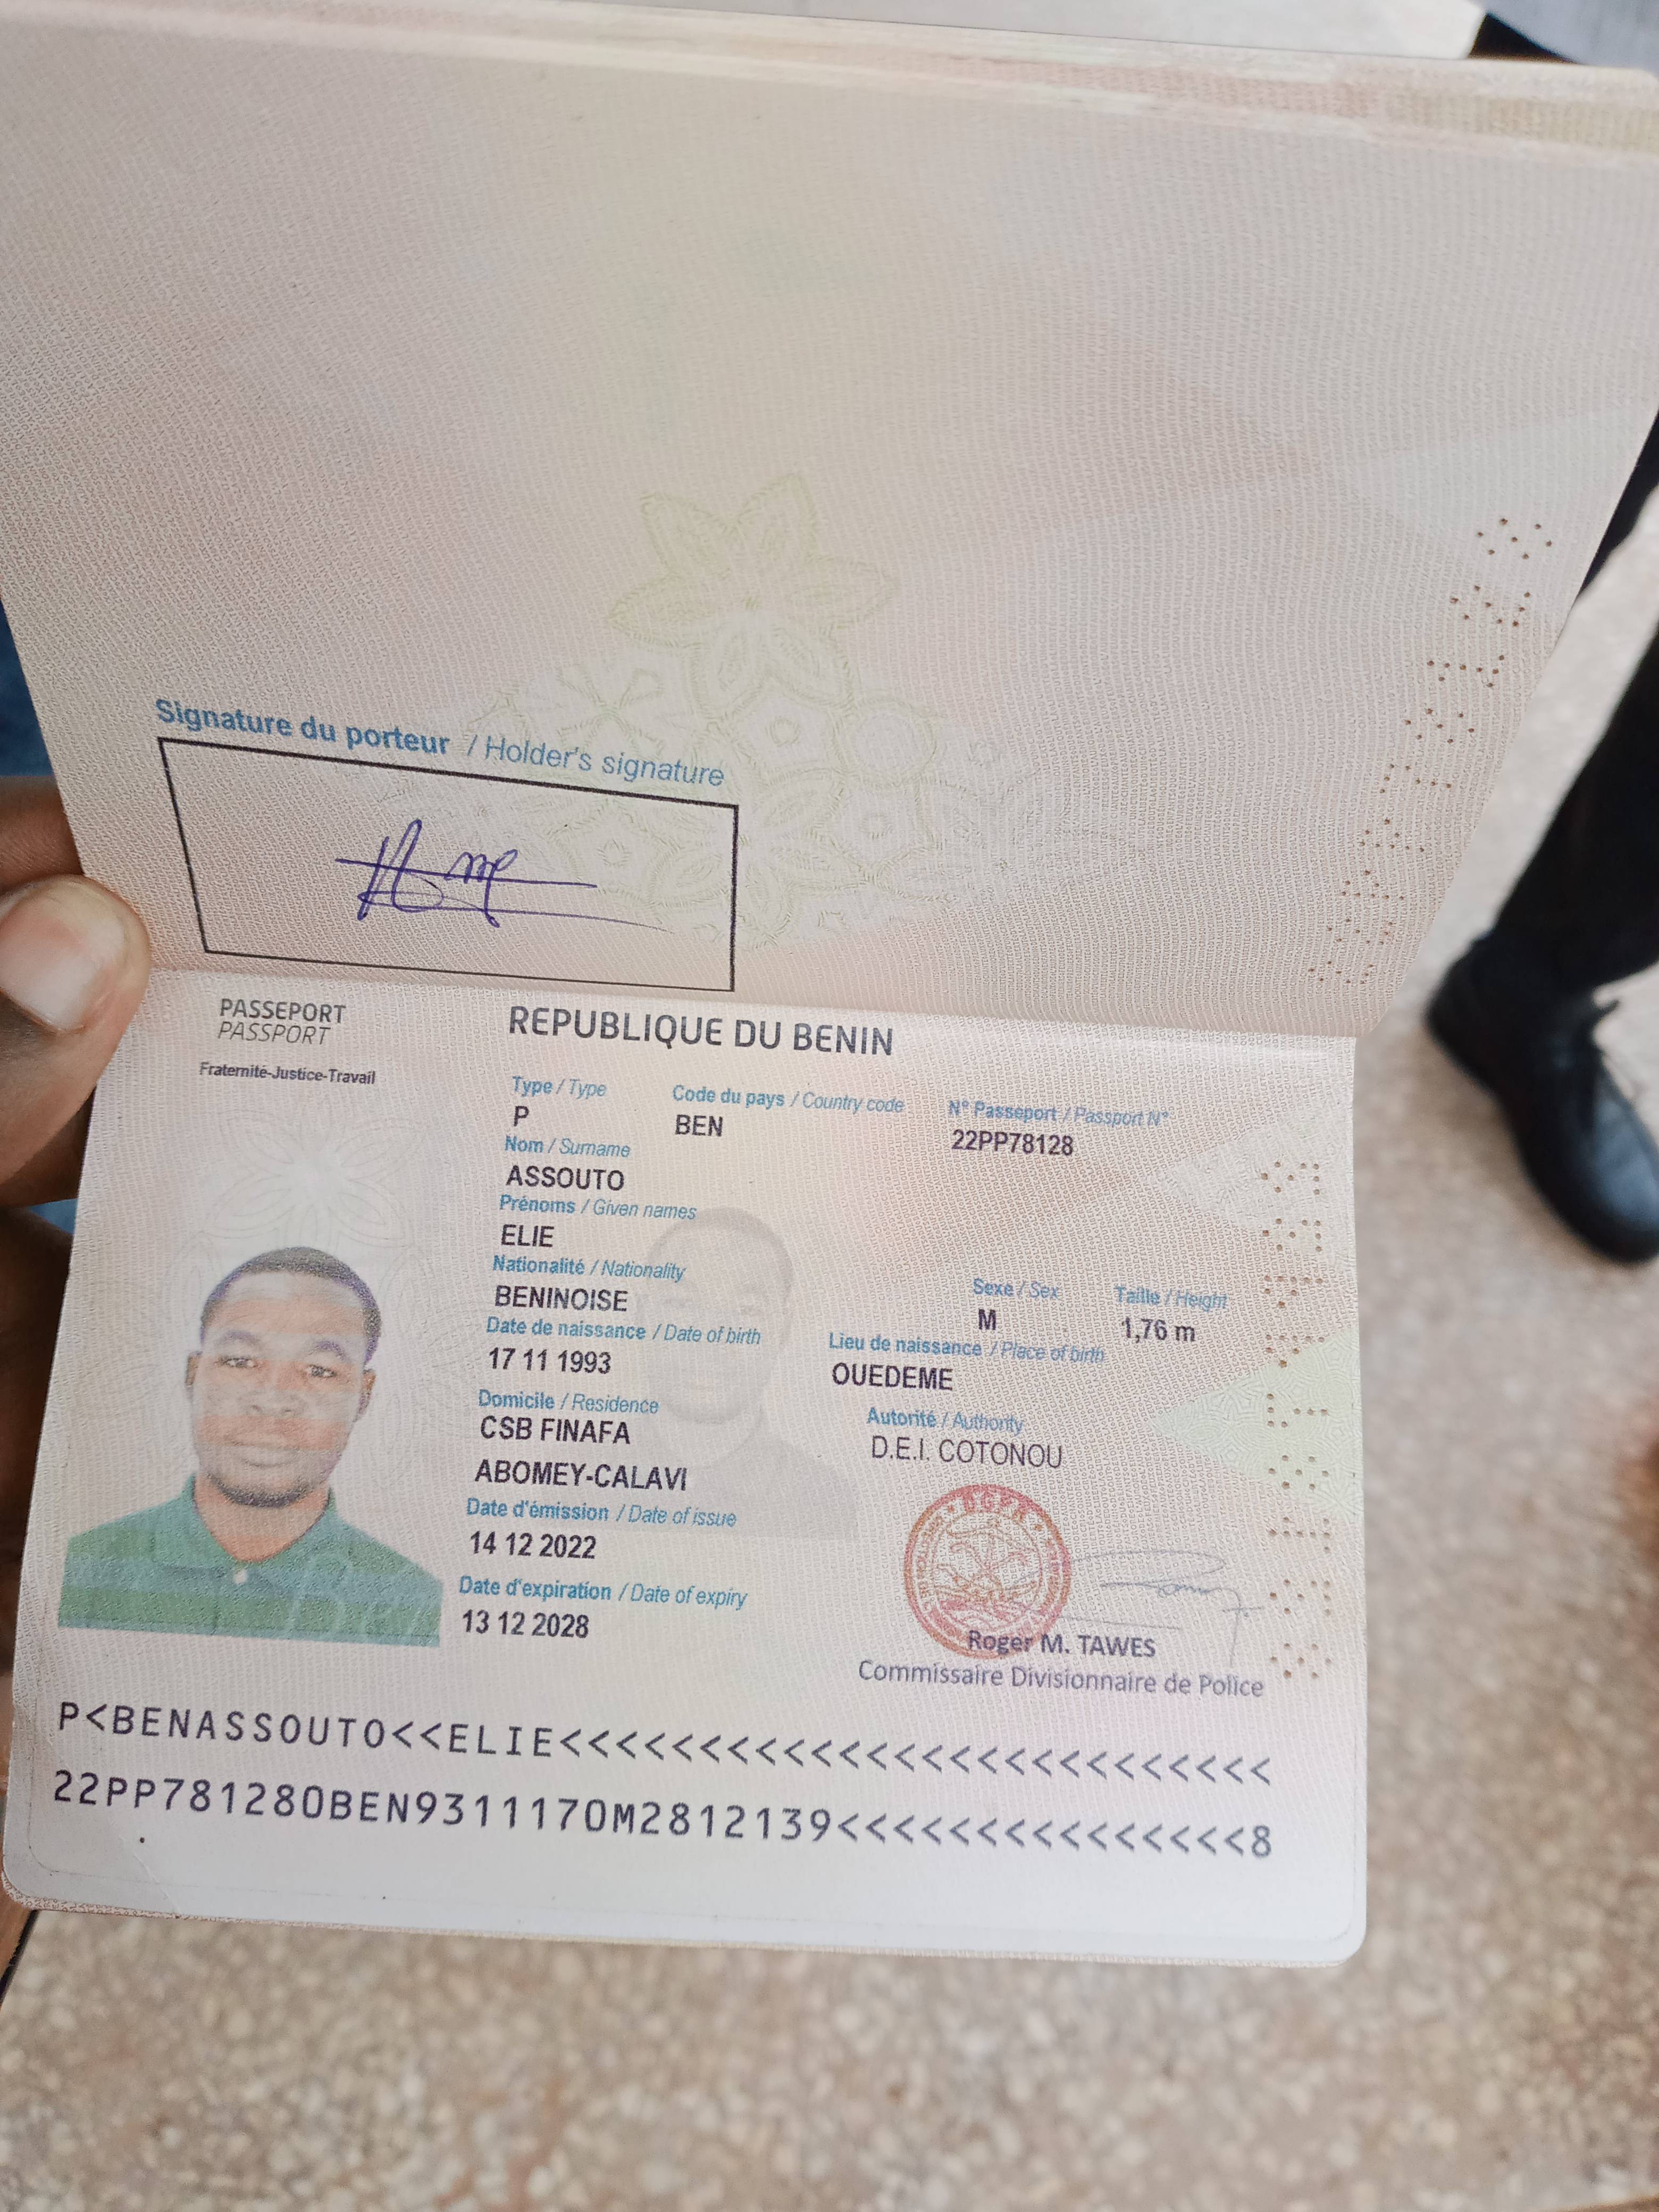 Signature du porteur / Holder's signature
PASSEPORT
PASSPORT
Fraternité-Justice-Travail
REPUBLIQUE DU BENIN
Type / Type
Code du pays / Country code
N° Passeport / Passport N°
P
BEN
22PP78128
Nom / Surname
ASSOUTO
Prénoms / Given names
ELIE
Nationalité / Nationality
Sexe / Sex
Taille / Height
BENINOISE
M
1,76 m
Date de naissance / Date of birth
Lieu de naissance / Place of birth
17 11 1993
OUEDEME
Domicile / Residence
Autorité / Authority
CSB FINAFA
D.E.I. COTONOU
ABOMEY-CALAVI
Date d'émission / Date of issue
14 12 2022
Date d'expiration / Date of expiry
13 12 2028
Roger M. TAWES
Commissaire Divisionnaire de Police
P<BENASSOUTO<<ELIE<<<<<<<<<<<<<<<<<<<<<<<<<<
22PP781280BEN9311170M2812139<<<<<<<<<<<<<<<8